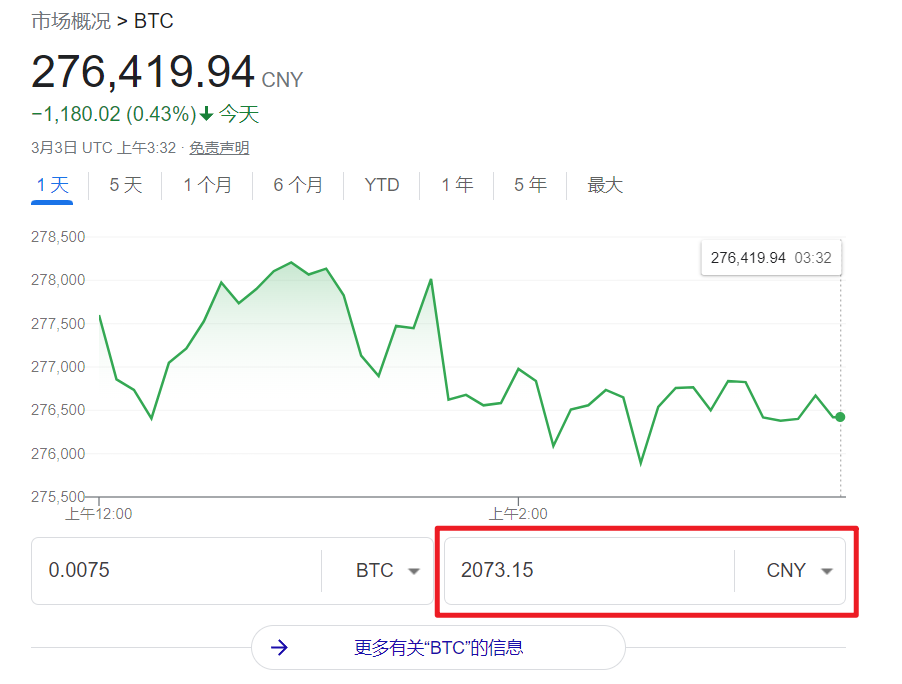 市场概况 > BTC
276,419.94 CNY
−1,180.02 (0.43%) 今天
3月3日 UTC 上午3:32 · 免责声明
1 天 5 天 1 个月 6 个月 YTD 1 年 5 年 最大
276,419.94 03:32
278,500
278,000
277,500
277,000
276,500
276,000
275,500
上午12:00 上午2:00
0.0075 BTC 2073.15 CNY
更多有关“BTC”的信息